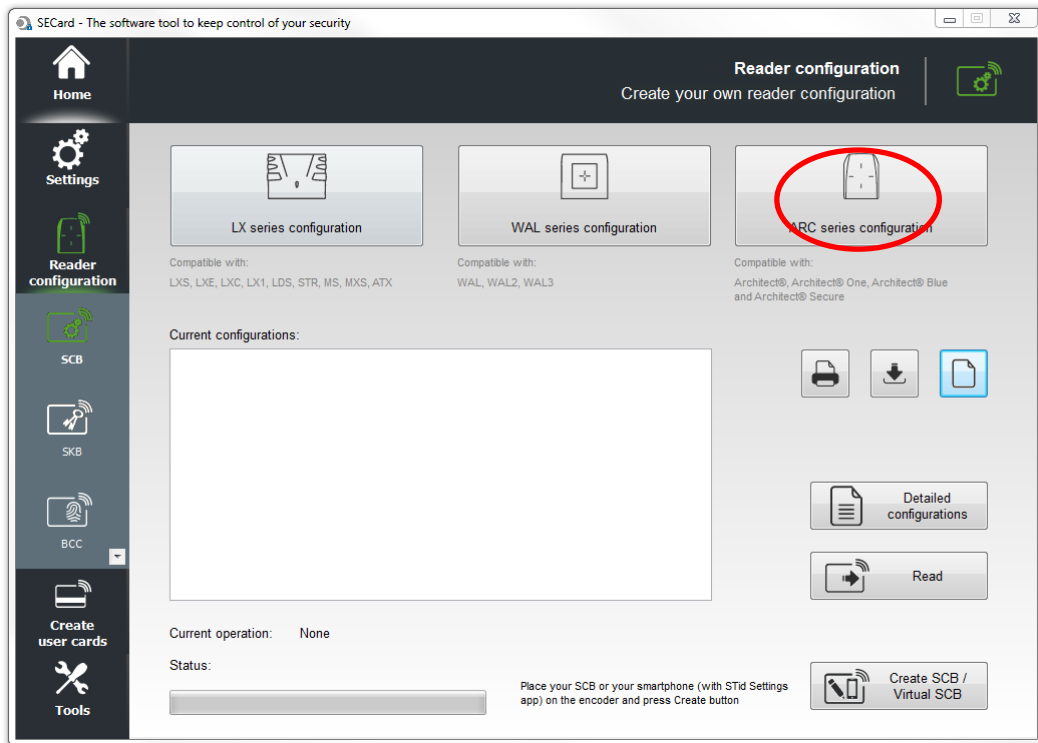 SECard - The software tool to keep control of your security
Home
Reader configuration
Create your own reader configuration
Settings
Reader
configuration
SCB
SKB
BCC
Create
user cards
Tools
LX series configuration
WAL series configuration
ARC series configuration
Compatible with:
LXS, LXE, LXC, LX1, LDS, STR, MS, MXS, ATX
Compatible with:
WAL, WAL2, WAL3
Compatible with:
Architect®, Architect® One, Architect® Blue
and Architect® Secure
Current configurations:
Detailed
configurations
Read
Current operation: None
Status:
Place your SCB or your smartphone (with STid Settings
app) on the encoder and press Create button
Create SCB /
Virtual SCB